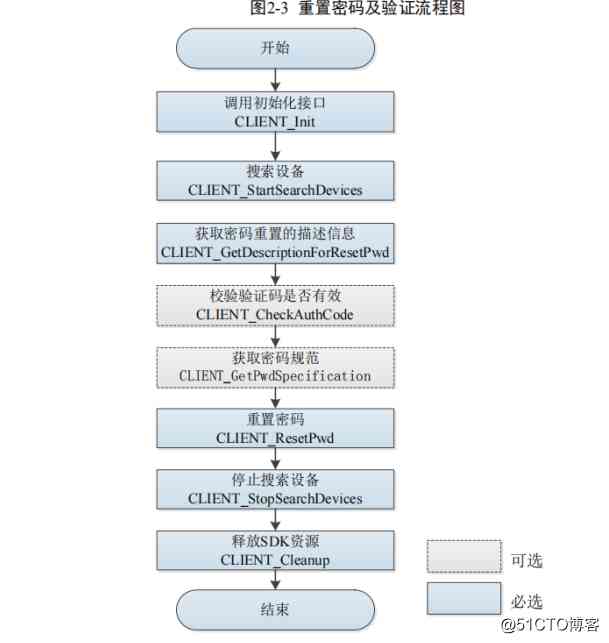 图2-3 重置密码及验证流程图
开始
调用初始化接口
CLIENT_Init
搜索设备
CLIENT_StartSearchDevices
获取密码重置的描述信息
CLIENT_GetDescriptionForResetPwd
校验验证码是否有效
CLIENT_CheckAuthCode
获取密码规范
CLIENT_GetPwdSpecification
重置密码
CLIENT_ResetPwd
停止搜索设备
CLIENT_StopSearchDevices
释放SDK资源
CLIENT_Cleanup
结束
可选
必选
@51CTO博客